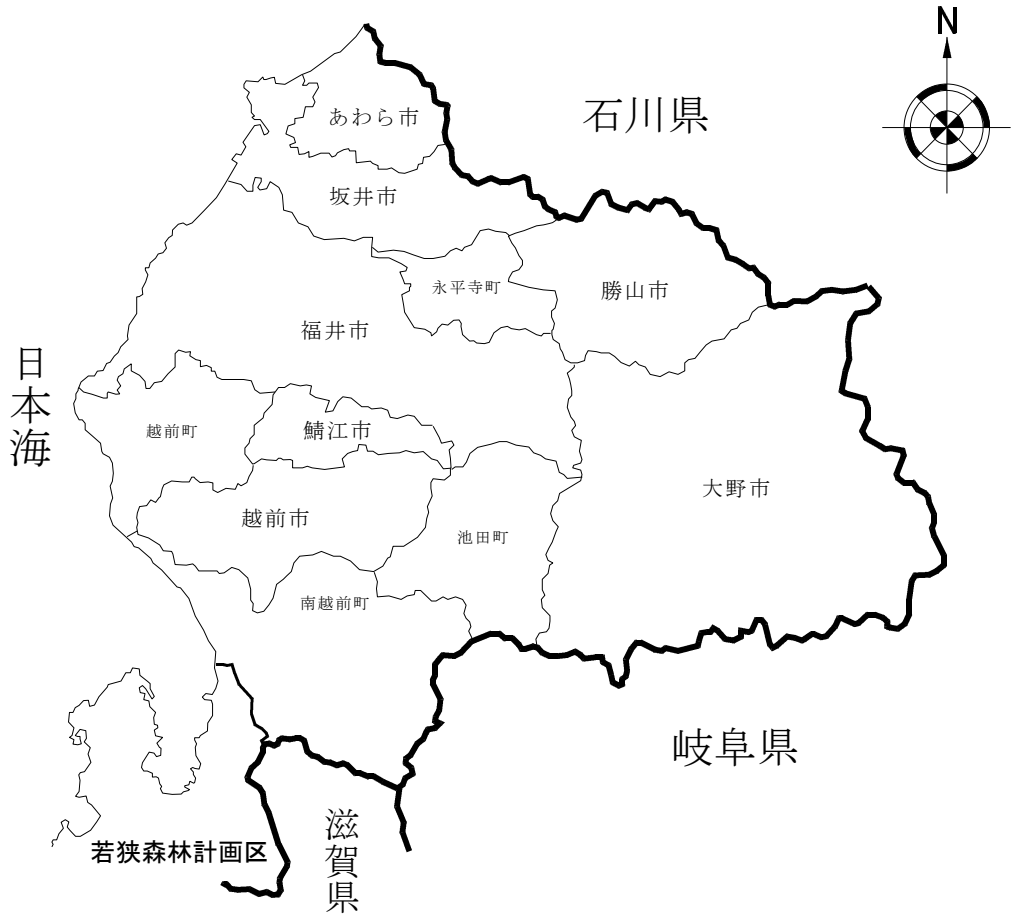 N
石川県
あわら市
坂井市
永平寺町
勝山市
福井市
日本海
越前町
鯖江市
大野市
越前市
池田町
南越前町
岐阜県
滋賀県
若狭森林計画区